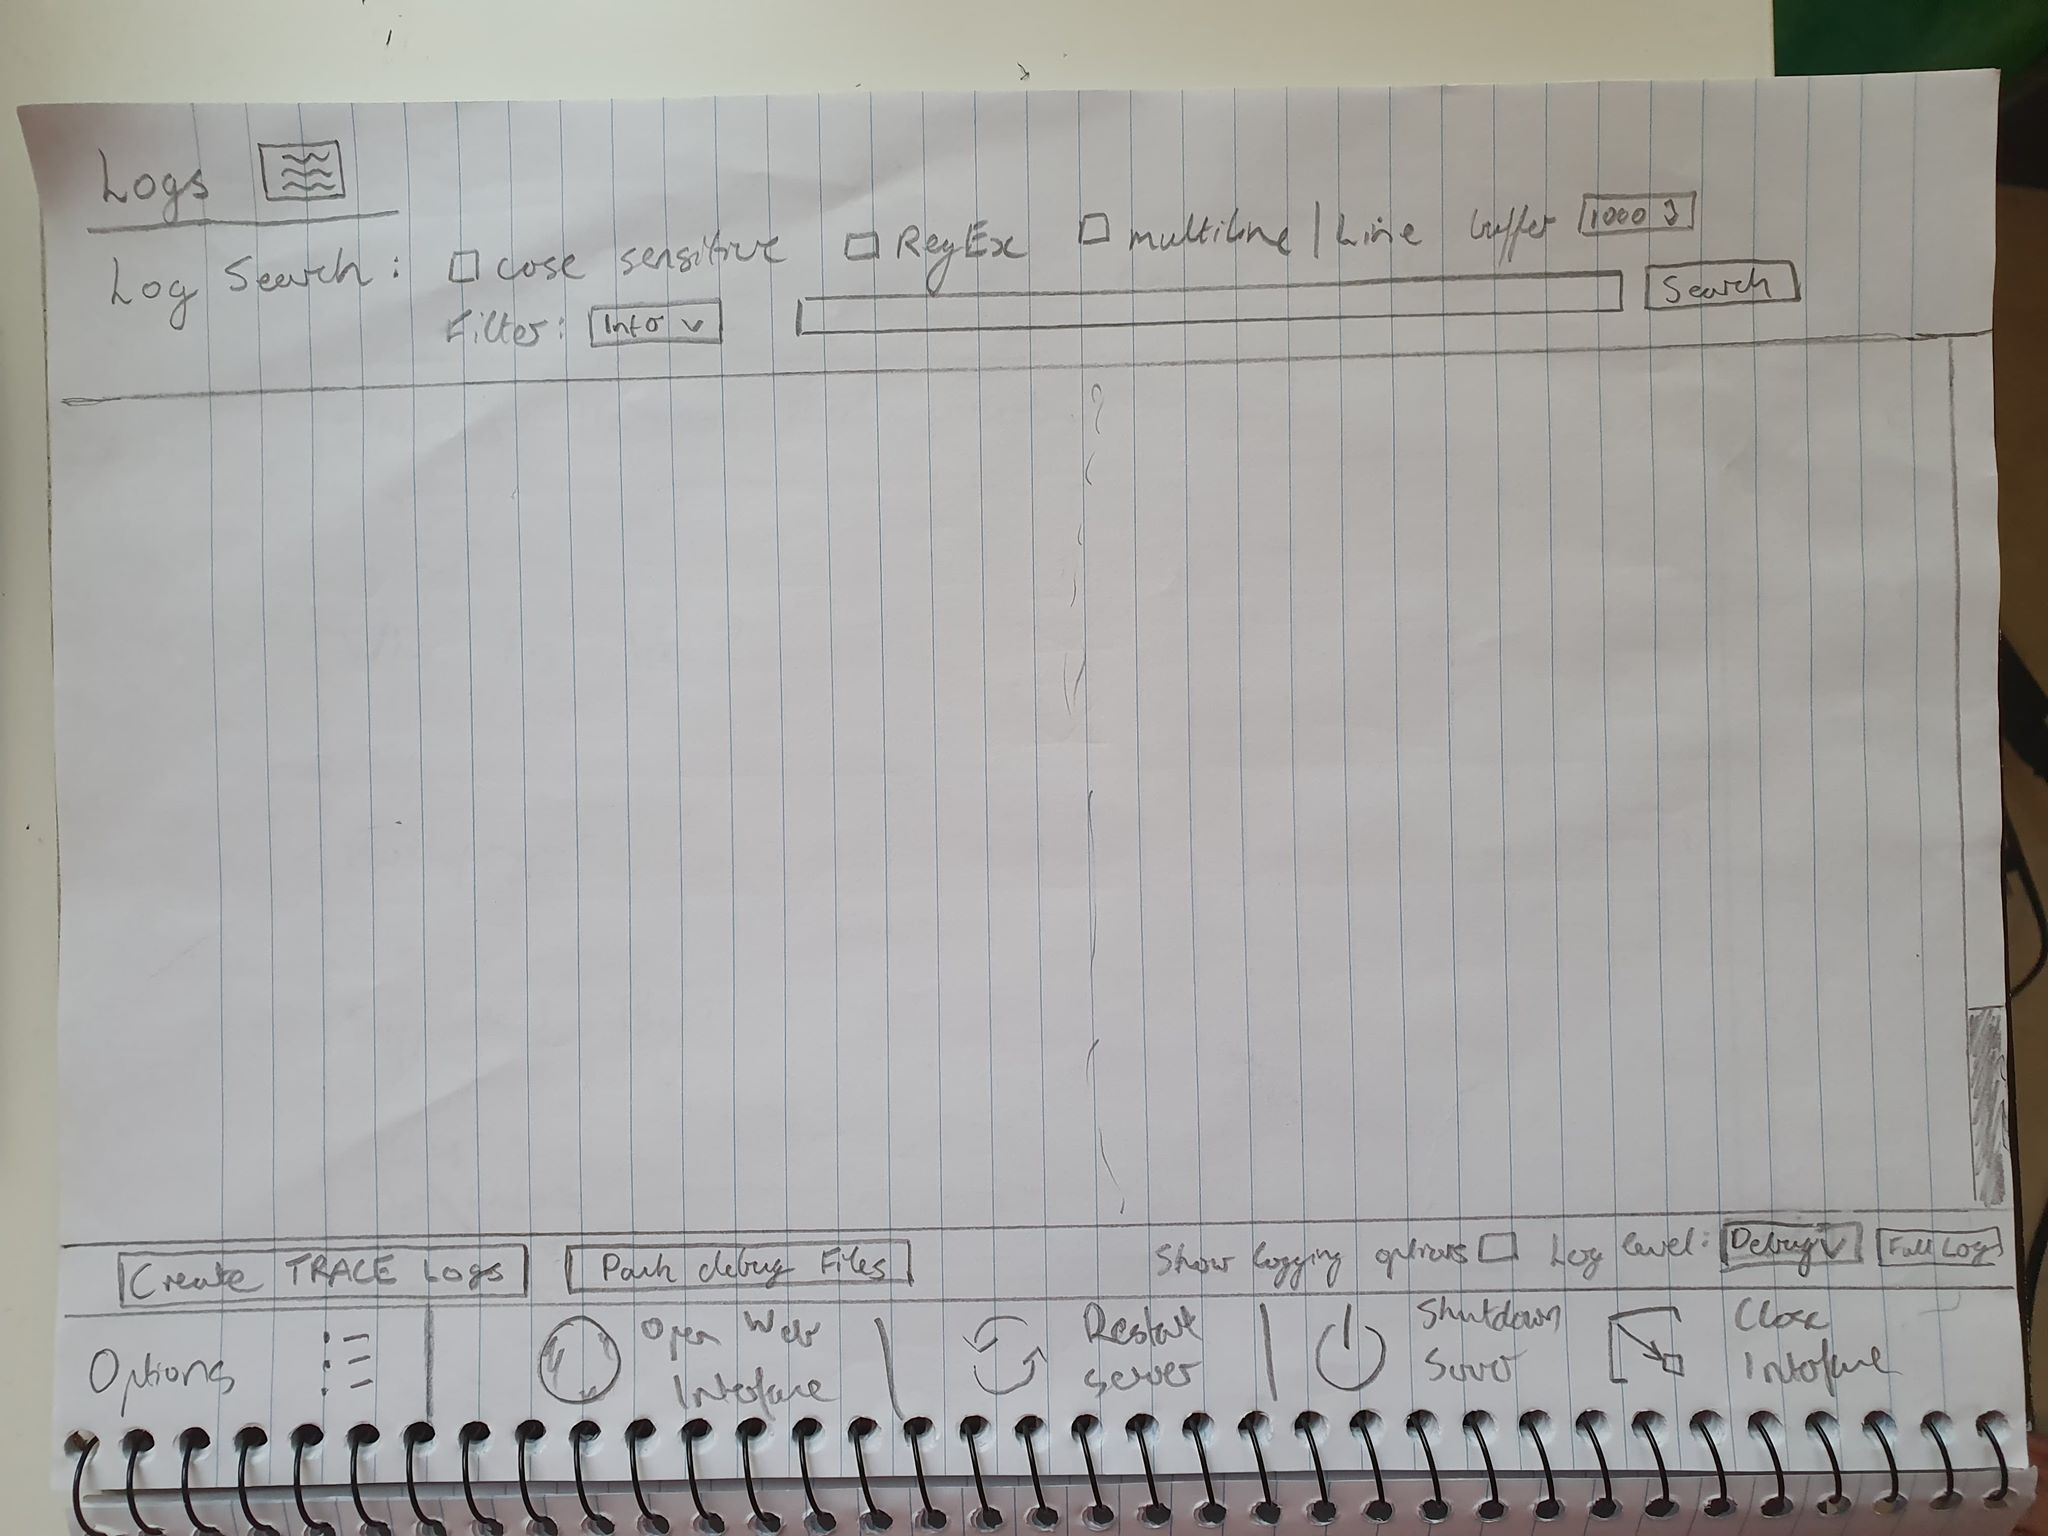 Logs
Log Search: case sensitive RegEx multiline | Line buffer 1000
Filter: Info Search
Create TRACE Logs Pack debug Files Show logging options Log level: Debug Full Log
Options
Open Web
Interface
Restart
server
Shutdown
Server
Close
Interface